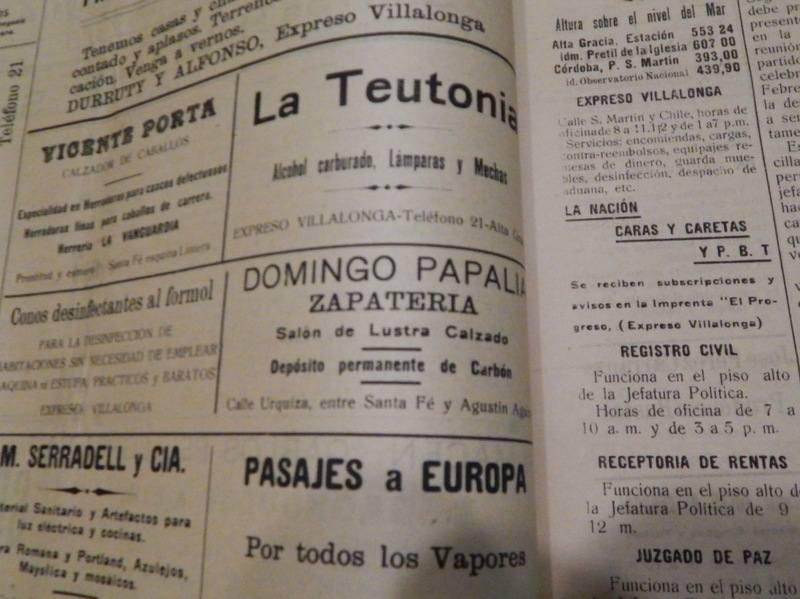 Teléfono 21
Tenemos casas y
contado y aplazos.
cación. Venga a vernos.
DURRUTY Y ALFONSO, Expreso Villalonga
VICENTE PORTA
CALZADOR DE CABALLOS
Especialidad en Herraduras para cascos defectuosos
Herraduras finas para caballos de carrera.
Herrería LA VANGUARDIA
Santa Fé esquina
La Teutonia
Alcohol carburado, Lámparas y Mechas
EXPRESO VILLALONGA-Teléfono 21-Alta
Conos desinfectantes al formol
PARA LA DESINFECCION DE
HABITACIONES SIN NECESIDAD DE EMPLEAR
MAQUINA ni ESTUFA, PRACTICOS y BARATOS
EXPRESO VILLALONGA
DOMINGO PAPALIA
ZAPATERIA
Salón de Lustra Calzado
Depósito permanente de Carbón
Calle Urquiza, entre Santa Fé y Agustín
M. SERRADELL y CIA.
Sanitario y Artefactos para
luz eléctrica y cocinas.
Romana y Portland, Azulejos,
Mayolica y mosaicos.
PASAJES a EUROPA
Por todos los Vapores
Altura sobre el nivel del Mar
Alta Gracia, Estación 553 24
idm. Pretil de la Iglesia 607 00
Córdoba, P. S. Martin 393,00
id. Observatorio Nacional 439,90
EXPRESO VILLALONGA
Calle S. Martin y Chile, horas de
oficina de 8 a 11.1|2 y de 1 a 7 p. m.
Servicios: encomiendas, cargas,
contra-reembolsos, equipajes re-
mesas de dinero, guarda mue-
bles, desinfección, despacho de
aduana, etc.
LA NACIÓN
CARAS Y CARETAS
Y P. B. T
Se reciben subscripciones y
avisos en la Imprenta "El Pro-
greso, (Expreso Villalonga)
REGISTRO CIVIL
Funciona en el piso alto
de la Jefatura Política.
Horas de oficina de 7 a
10 a. m. y de 3 a 5 p. m.
RECEPTORIA DE RENTAS
Funciona en el piso alto de
la Jefatura Política de 9
12 m.
JUZGADO DE PAZ
Funciona en el piso alto